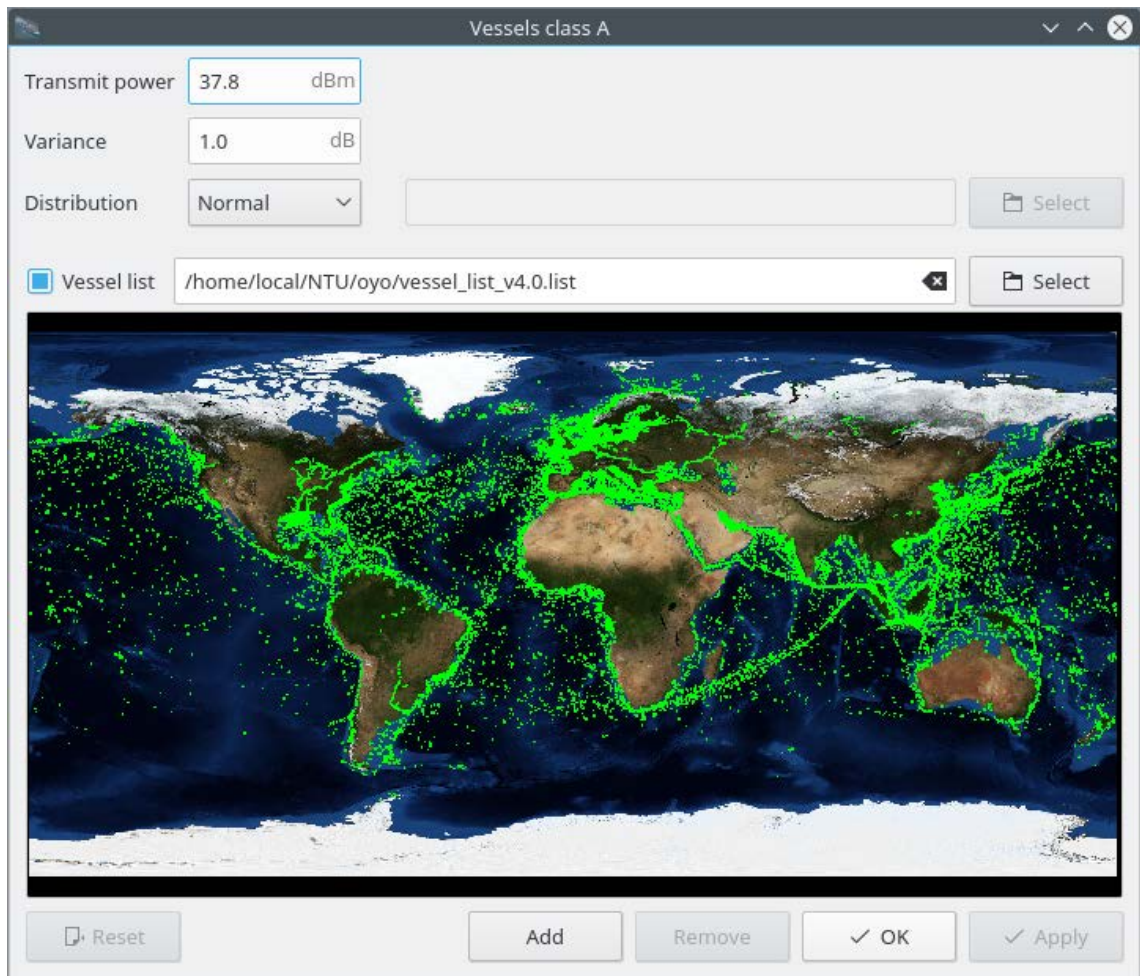 Vessels class A
Transmit power 37.8 dBm
Variance 1.0 dB
Distribution Normal Select
Vessel list /home/local/NTU/oyo/vessel_list_v4.0.list Select
Reset Add Remove OK Apply